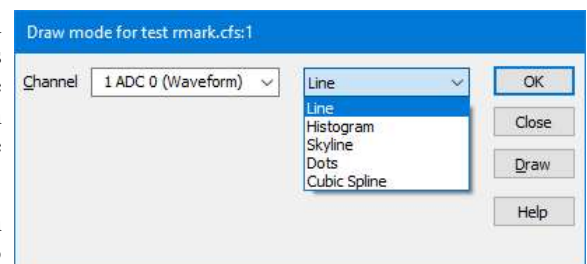 Draw mode for test rmark.cfs:1
Channel 1 ADC 0 (Waveform) Line OK
Line
Histogram
Skyline
Dots
Cubic Spline
Close
Draw
Help